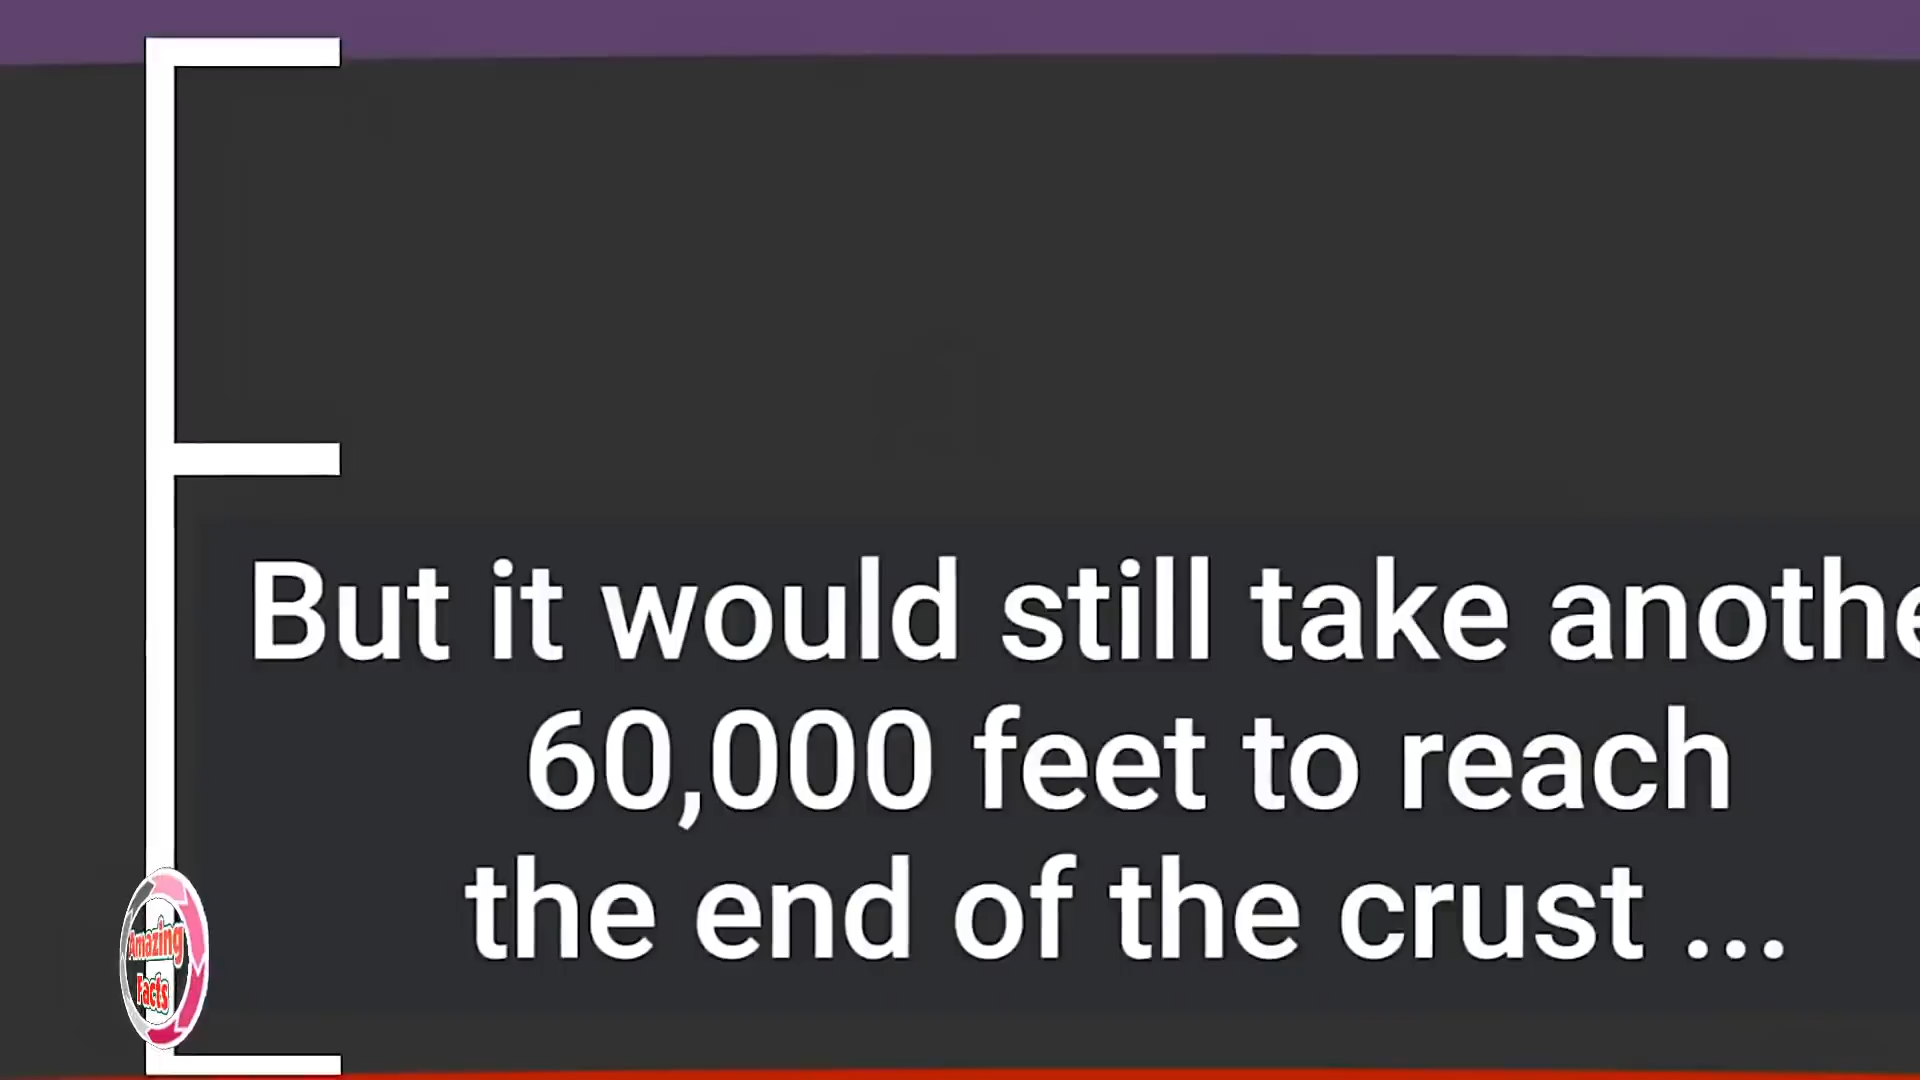 But it would still take anothe
60,000 feet to reach
the end of the crust ...
Amazing
Facts